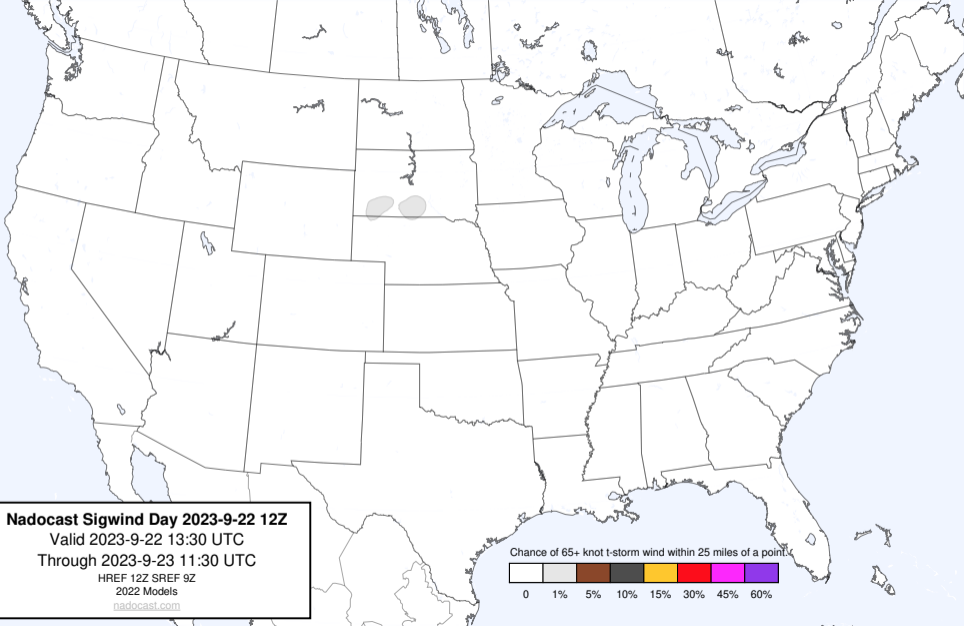 Nadocast Sigwind Day 2023-9-22 12Z
Valid 2023-9-22 13:30 UTC
Through 2023-9-23 11:30 UTC
HREF 12Z SREF 9Z
2022 Models
nadocast.com
Chance of 65+ knot t-storm wind within 25 miles of a point.
0 1% 5% 10% 15% 30% 45% 60%